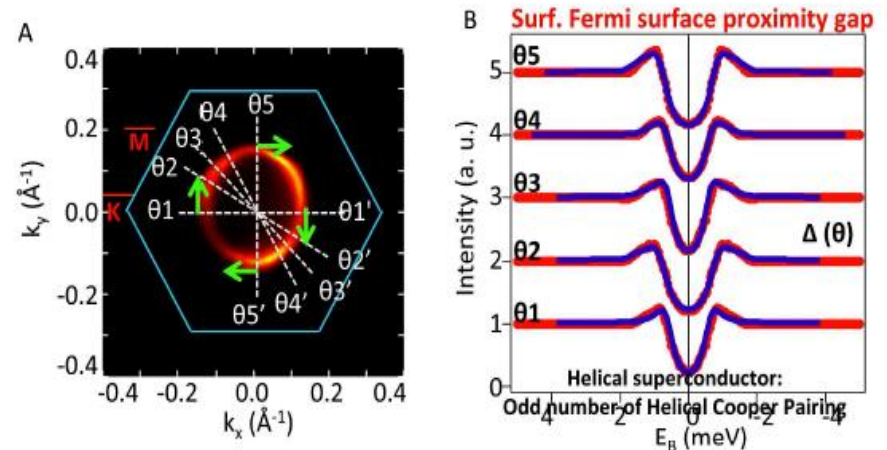 A
0.4
0.2
0.0
-0.2
-0.4
-0.4 -0.2 0.0 0.2 0.4
kₓ (Å⁻¹)
k_y (Å⁻¹)
M
K
θ5
θ4
θ3
θ2
θ1
θ1'
θ2'
θ3'
θ4'
θ5'
B
Surf. Fermi surface proximity gap
θ5
θ4
θ3
θ2
θ1
Δ (θ)
Intensity (a. u.)
5
4
3
2
1
0
Helical superconductor:
Odd number of Helical Cooper Pairing
4 2 0 -2 -4
E_B (meV)